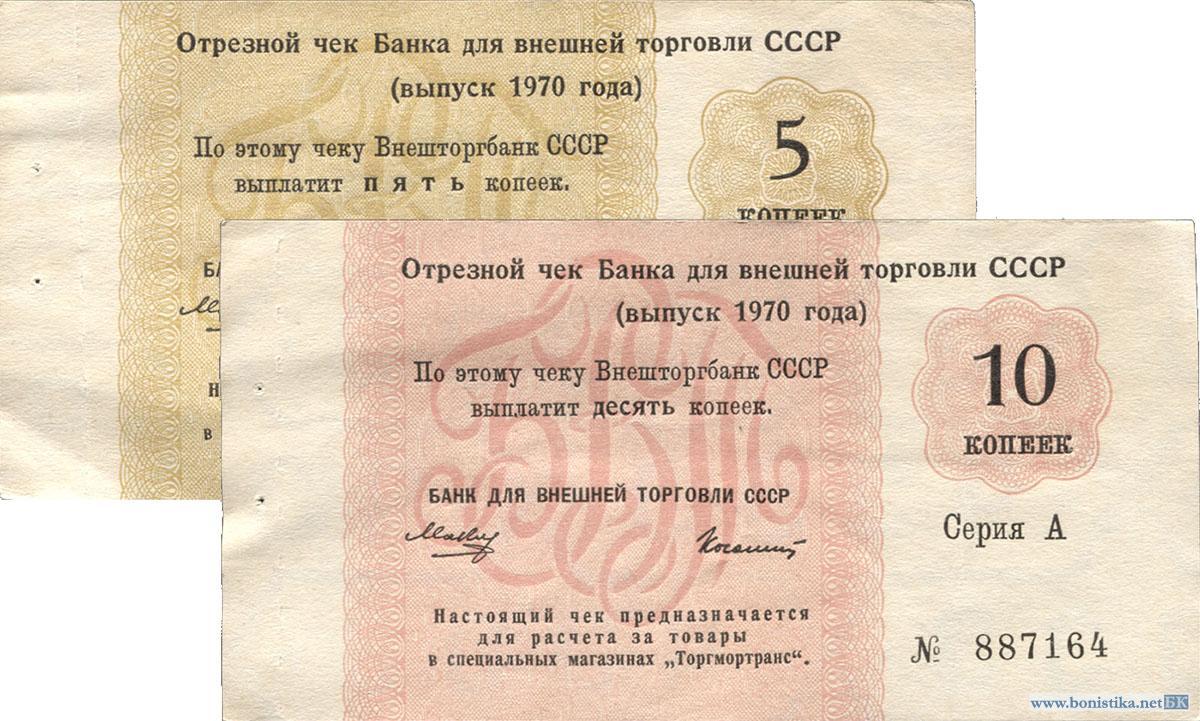 Отрезной чек Банка для внешней торговли СССР
(выпуск 1970 года)
По этому чеку Внешторгбанк СССР
выплатит пять копеек.
5
КОПЕЕК
Отрезной чек Банка для внешней торговли СССР
(выпуск 1970 года)
По этому чеку Внешторгбанк СССР
выплатит десять копеек.
БАНК ДЛЯ ВНЕШНЕЙ ТОРГОВЛИ СССР
Настоящий чек предназначается
для расчета за товары
в специальных магазинах „Торгмортранс“.
10
КОПЕЕК
Серия А
№ 887164
www.bonistika.net БК